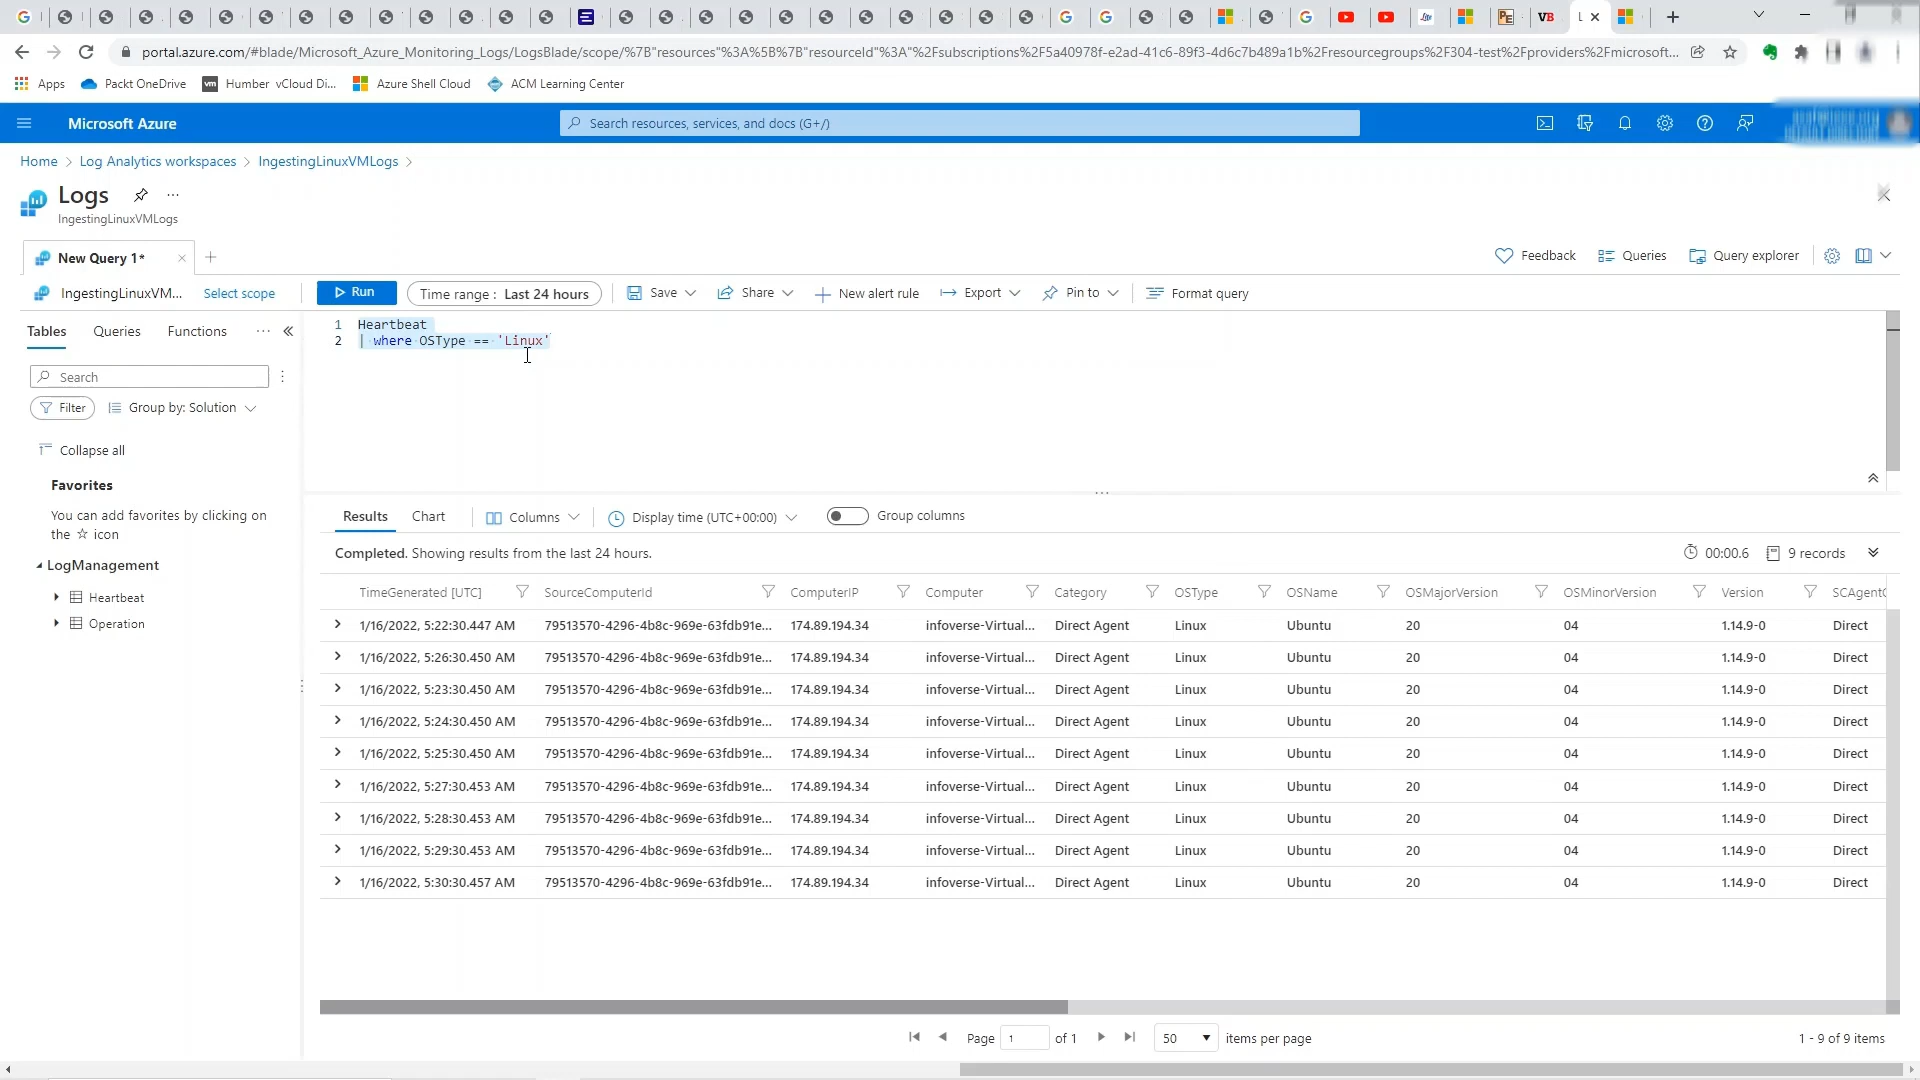 portal.azure.com/#blade/Microsoft_Azure_Monitoring_Logs/LogsBlade/scope/%7B"resources"%3A%5B%7B"resourceId"%3A"%2Fsubscriptions%2F5a40978f-e2ad-41c6-89f3-4d6c7b489a1b%2Fresourcegroups%2F304-test%2Fproviders%2Fmicrosoft...
Apps Packt OneDrive Humber vCloud Di... Azure Shell Cloud ACM Learning Center
Microsoft Azure Search resources, services, and docs (G+/)
Home > Log Analytics workspaces > IngestingLinuxVMLogs >
Logs ...
IngestingLinuxVMLogs
New Query 1* Feedback Queries Query explorer
IngestingLinuxVM... Select scope Run Time range : Last 24 hours Save Share New alert rule Export Pin to Format query
Tables Queries Functions ... «
1 Heartbeat
2 | where OSType == 'Linux'
Search
Filter Group by: Solution
Collapse all
Favorites
You can add favorites by clicking on
the ☆ icon
LogManagement
Heartbeat
Operation
Results Chart Columns Display time (UTC+00:00) Group columns
Completed. Showing results from the last 24 hours. 00:00.6 9 records
TimeGenerated [UTC] SourceComputerId ComputerIP Computer Category OSType OSName OSMajorVersion OSMinorVersion Version SCAgentC
1/16/2022, 5:22:30.447 AM 79513570-4296-4b8c-969e-63fdb91e... 174.89.194.34 infoverse-Virtual... Direct Agent Linux Ubuntu 20 04 1.14.9-0 Direct
1/16/2022, 5:26:30.450 AM 79513570-4296-4b8c-969e-63fdb91e... 174.89.194.34 infoverse-Virtual... Direct Agent Linux Ubuntu 20 04 1.14.9-0 Direct
1/16/2022, 5:23:30.450 AM 79513570-4296-4b8c-969e-63fdb91e... 174.89.194.34 infoverse-Virtual... Direct Agent Linux Ubuntu 20 04 1.14.9-0 Direct
1/16/2022, 5:24:30.450 AM 79513570-4296-4b8c-969e-63fdb91e... 174.89.194.34 infoverse-Virtual... Direct Agent Linux Ubuntu 20 04 1.14.9-0 Direct
1/16/2022, 5:25:30.450 AM 79513570-4296-4b8c-969e-63fdb91e... 174.89.194.34 infoverse-Virtual... Direct Agent Linux Ubuntu 20 04 1.14.9-0 Direct
1/16/2022, 5:27:30.453 AM 79513570-4296-4b8c-969e-63fdb91e... 174.89.194.34 infoverse-Virtual... Direct Agent Linux Ubuntu 20 04 1.14.9-0 Direct
1/16/2022, 5:28:30.453 AM 79513570-4296-4b8c-969e-63fdb91e... 174.89.194.34 infoverse-Virtual... Direct Agent Linux Ubuntu 20 04 1.14.9-0 Direct
1/16/2022, 5:29:30.453 AM 79513570-4296-4b8c-969e-63fdb91e... 174.89.194.34 infoverse-Virtual... Direct Agent Linux Ubuntu 20 04 1.14.9-0 Direct
1/16/2022, 5:30:30.457 AM 79513570-4296-4b8c-969e-63fdb91e... 174.89.194.34 infoverse-Virtual... Direct Agent Linux Ubuntu 20 04 1.14.9-0 Direct
Page 1 of 1 50 items per page 1 - 9 of 9 items